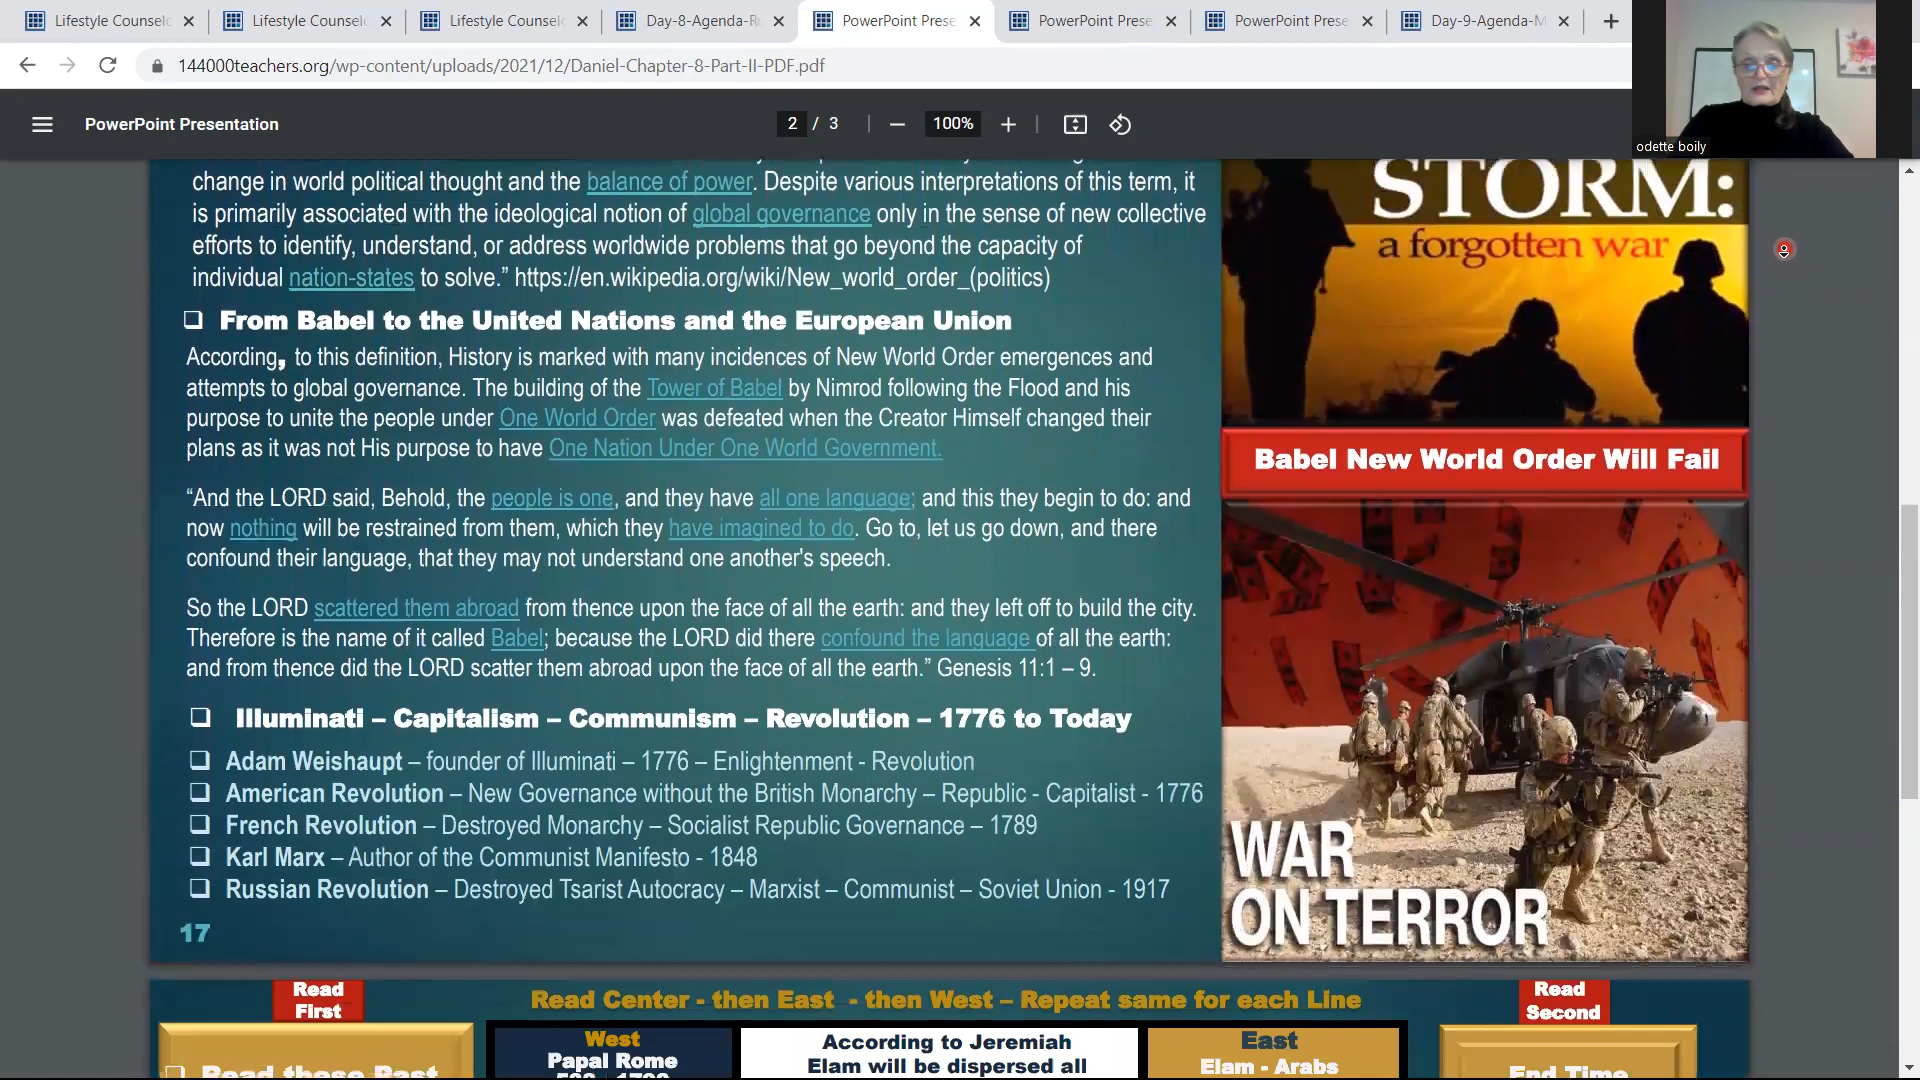 Lifestyle Counsel
Lifestyle Counsel
Lifestyle Counsel
Day-8-Agenda-R
PowerPoint Prese
PowerPoint Prese
PowerPoint Prese
Day-9-Agenda-M
144000teachers.org/wp-content/uploads/2021/12/Daniel-Chapter-8-Part-II-PDF.pdf
PowerPoint Presentation
2 / 3
100%
odette boily
change in world political thought and the balance of power. Despite various interpretations of this term, it
is primarily associated with the ideological notion of global governance only in the sense of new collective
efforts to identify, understand, or address worldwide problems that go beyond the capacity of
individual nation-states to solve.” https://en.wikipedia.org/wiki/New_world_order_(politics)
From Babel to the United Nations and the European Union
According, to this definition, History is marked with many incidences of New World Order emergences and
attempts to global governance. The building of the Tower of Babel by Nimrod following the Flood and his
purpose to unite the people under One World Order was defeated when the Creator Himself changed their
plans as it was not His purpose to have One Nation Under One World Government.
“And the LORD said, Behold, the people is one, and they have all one language; and this they begin to do: and
now nothing will be restrained from them, which they have imagined to do. Go to, let us go down, and there
confound their language, that they may not understand one another's speech.
So the LORD scattered them abroad from thence upon the face of all the earth: and they left off to build the city.
Therefore is the name of it called Babel; because the LORD did there confound the language of all the earth:
and from thence did the LORD scatter them abroad upon the face of all the earth.” Genesis 11:1 – 9.
Illuminati – Capitalism – Communism – Revolution – 1776 to Today
Adam Weishaupt – founder of Illuminati – 1776 – Enlightenment - Revolution
American Revolution – New Governance without the British Monarchy – Republic - Capitalist - 1776
French Revolution – Destroyed Monarchy – Socialist Republic Governance – 1789
Karl Marx – Author of the Communist Manifesto - 1848
Russian Revolution – Destroyed Tsarist Autocracy – Marxist – Communist – Soviet Union - 1917
17
STORM:
a forgotten war
Babel New World Order Will Fail
WAR
ON TERROR
Read
First
Read Center - then East - then West – Repeat same for each Line
Read
Second
Read these Past
West
Papal Rome
According to Jeremiah
Elam will be dispersed all
East
Elam - Arabs
End Time